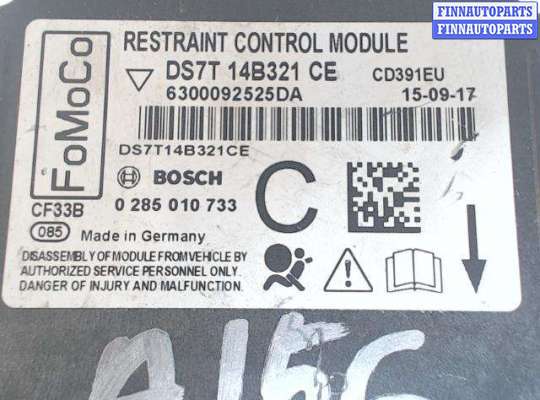 FINNAUTOPARTS
FINNAUTOPARTS
FoMoCo
RESTRAINT CONTROL MODULE
DS7T 14B321 CE CD391EU
6300092525DA 15-09-17
DS7T14B321CE
BOSCH
C
CF33B
0 285 010 733
085 Made in Germany
DISASSEMBLY OF MODULE FROM VEHICLE BY
AUTHORIZED SERVICE PERSONNEL ONLY.
DANGER OF INJURY AND MALFUNCTION.